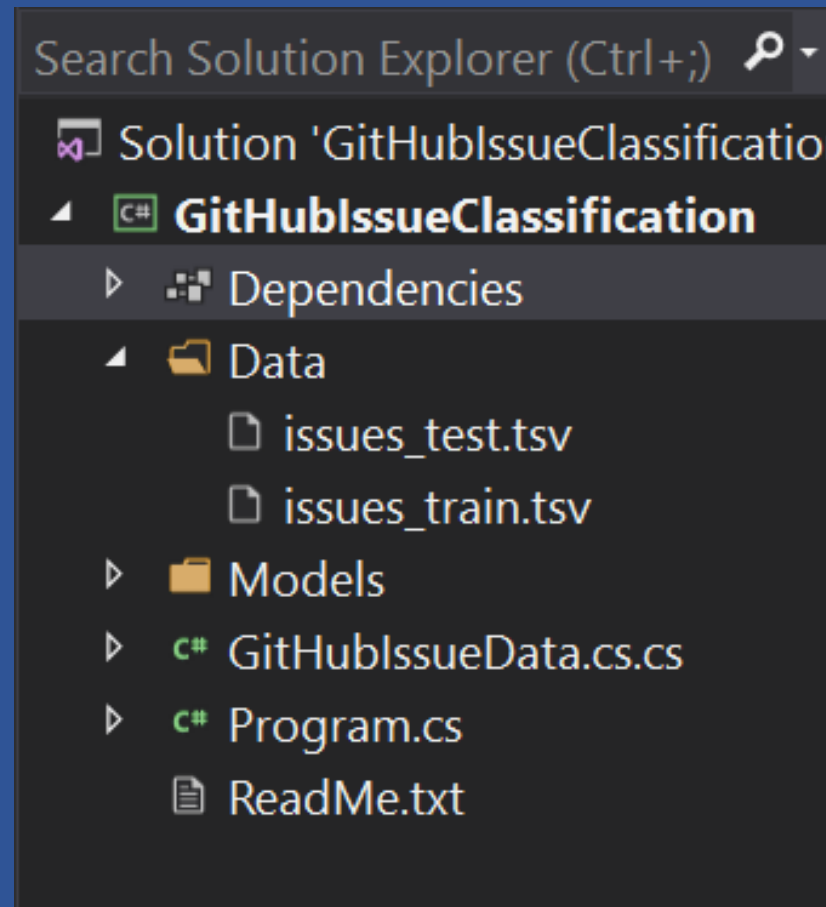 Search Solution Explorer (Ctrl+;)
Solution 'GitHubIssueClassificatio
C# GitHubIssueClassification
Dependencies
Data
issues_test.tsv
issues_train.tsv
Models
C# GitHubIssueData.cs.cs
C# Program.cs
ReadMe.txt